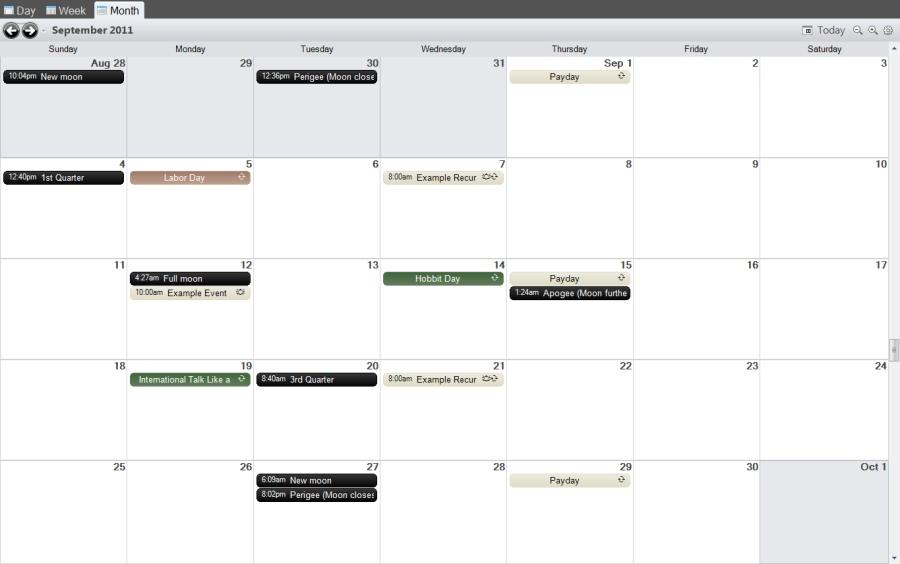 Day Week Month
September 2011 Today
Sunday Monday Tuesday Wednesday Thursday Friday Saturday
Aug 28 29 30 31 Sep 1 2 3
10:04pm New moon 12:36pm Perigee (Moon close Payday
4 5 6 7 8 9 10
12:40pm 1st Quarter Labor Day 8:00am Example Recur
11 12 13 14 15 16 17
4:27am Full moon Hobbit Day Payday
10:00am Example Event 1:24am Apogee (Moon furthe
18 19 20 21 22 23 24
International Talk Like a 8:40am 3rd Quarter 8:00am Example Recur
25 26 27 28 29 30 Oct 1
6:09am New moon Payday
8:02pm Perigee (Moon closes